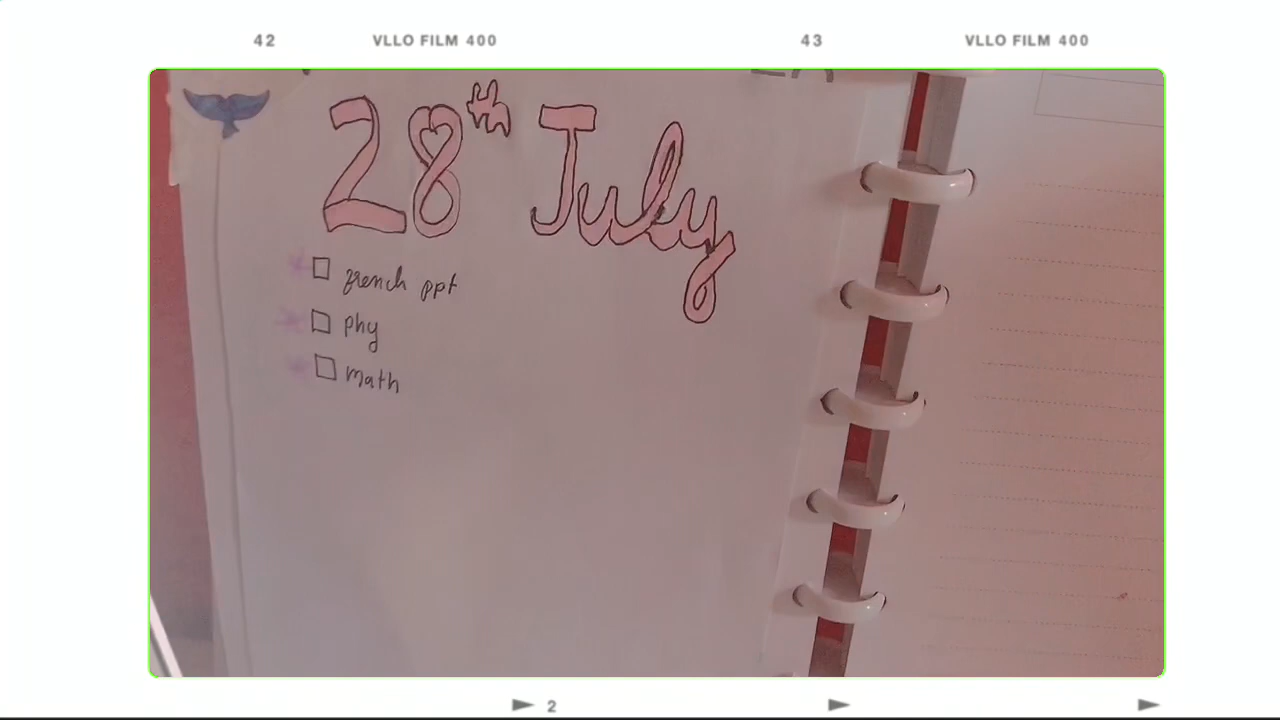 42 VLLO FILM 400 43 VLLO FILM 400
28th July
french ppt
phy
math
2